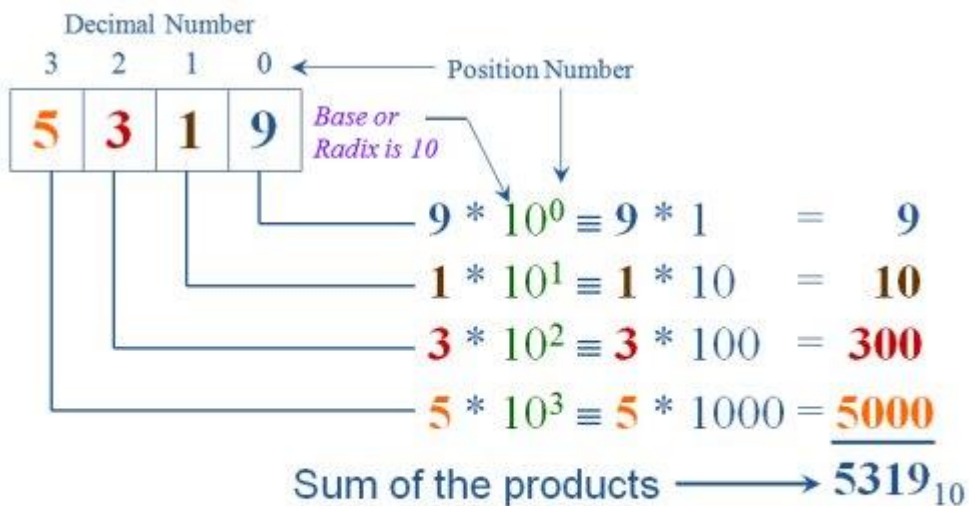 Decimal Number
3 2 1 0
Position Number
5 3 1 9
Base or
Radix is 10
9 * 10⁰ ≡ 9 * 1 = 9
1 * 10¹ ≡ 1 * 10 = 10
3 * 10² ≡ 3 * 100 = 300
5 * 10³ ≡ 5 * 1000 = 5000
Sum of the products 5319₁₀